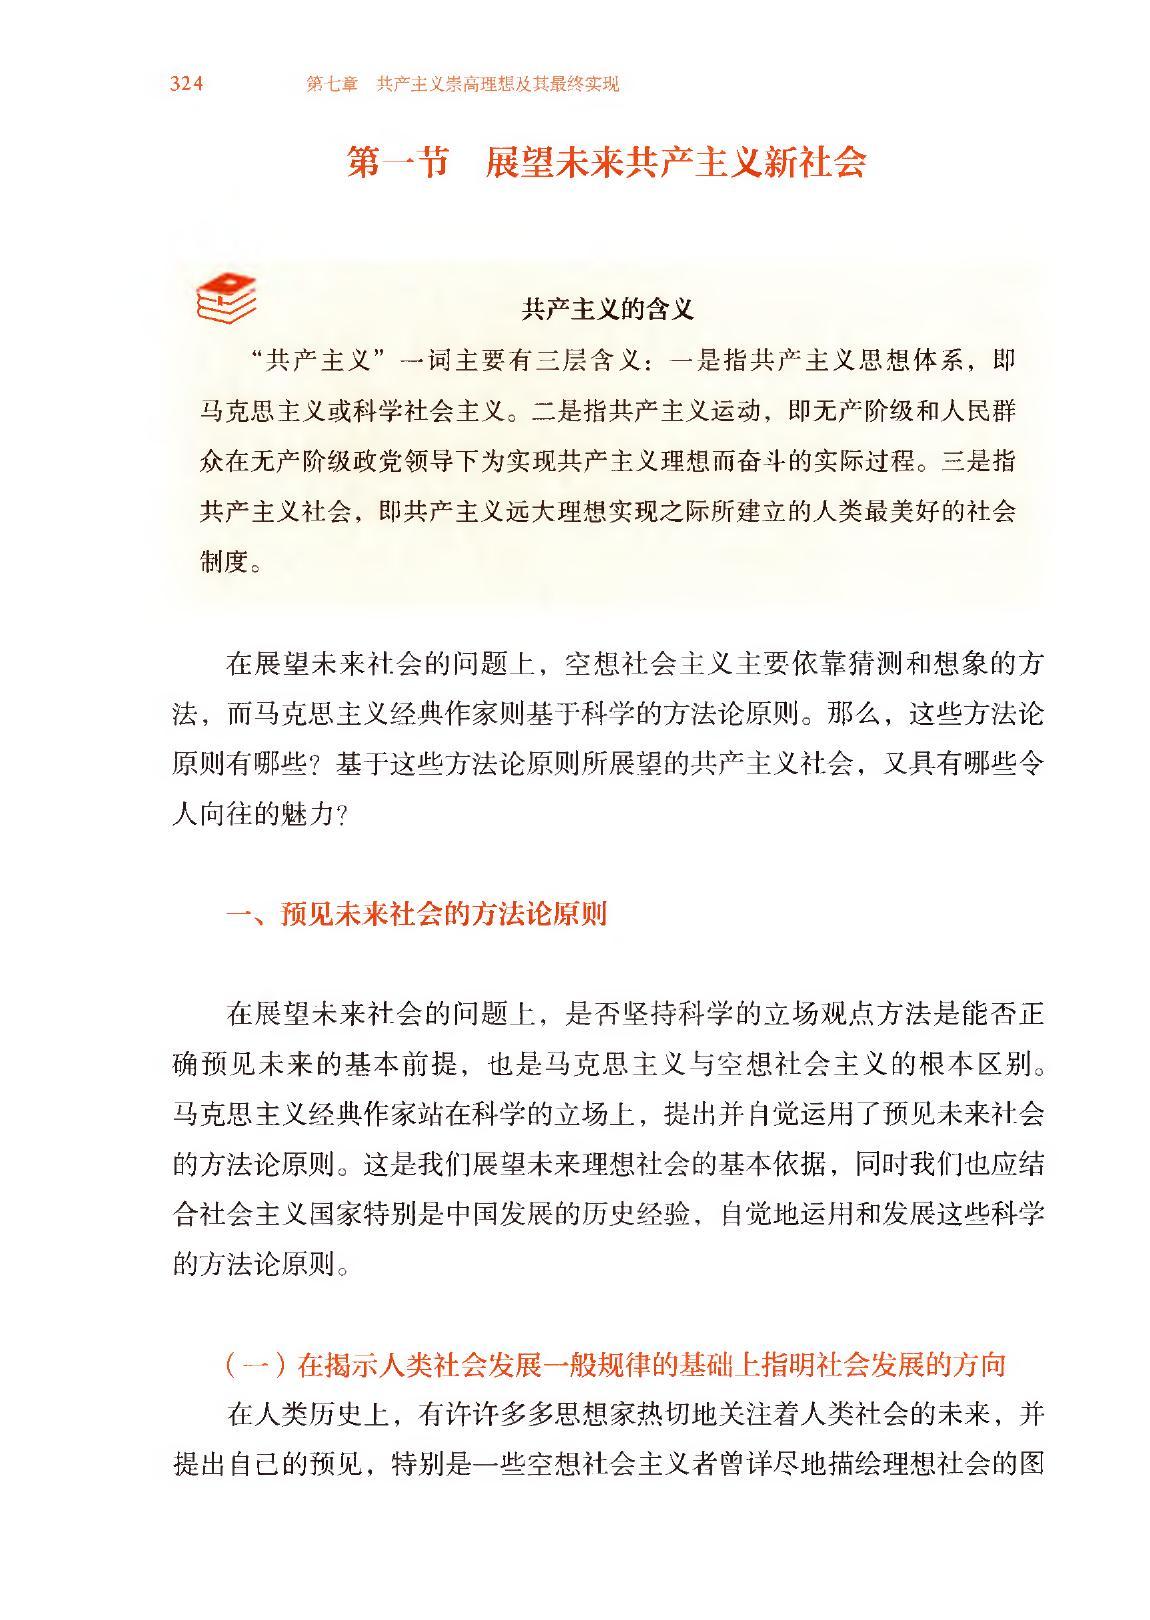 324 第七章 共产主义崇高理想及其最终实现
第一节 展望未来共产主义新社会
共产主义的含义
“共产主义”一词主要有三层含义：一是指共产主义思想体系，即
马克思主义或科学社会主义。二是指共产主义运动，即无产阶级和人民群
众在无产阶级政党领导下为实现共产主义理想而奋斗的实际过程。三是指
共产主义社会，即共产主义远大理想实现之际所建立的人类最美好的社会
制度。
在展望未来社会的问题上，空想社会主义主要依靠猜测和想象的方
法，而马克思主义经典作家则基于科学的方法论原则。那么，这些方法论
原则有哪些？基于这些方法论原则所展望的共产主义社会，又具有哪些令
人向往的魅力？
一、预见未来社会的方法论原则
在展望未来社会的问题上，是否坚持科学的立场观点方法是能否正
确预见未来的基本前提，也是马克思主义与空想社会主义的根本区别。
马克思主义经典作家站在科学的立场上，提出并自觉运用了预见未来社会
的方法论原则。这是我们展望未来理想社会的基本依据，同时我们也应结
合社会主义国家特别是中国发展的历史经验，自觉地运用和发展这些科学
的方法论原则。
（一）在揭示人类社会发展一般规律的基础上指明社会发展的方向
在人类历史上，有许许多多思想家热切地关注着人类社会的未来，并
提出自己的预见，特别是一些空想社会主义者曾详尽地描绘理想社会的图